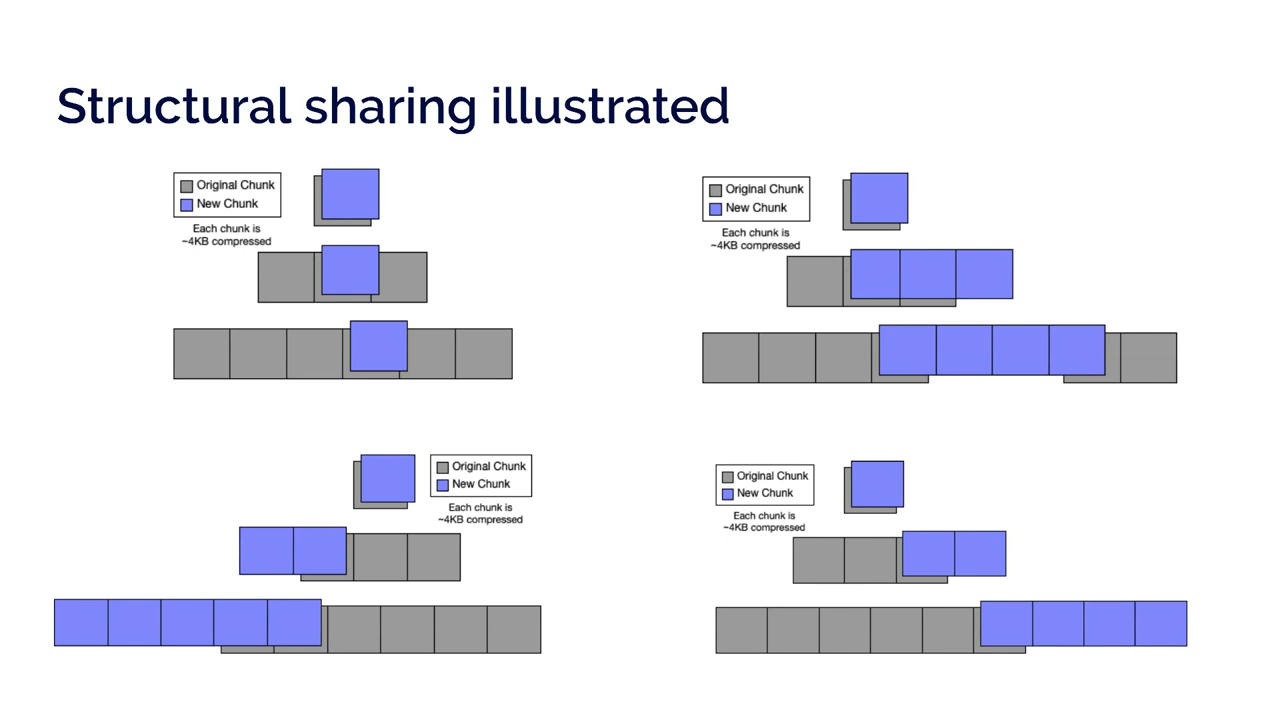 Structural sharing illustrated
Original Chunk
New Chunk
Each chunk is
~4KB compressed
Original Chunk
New Chunk
Each chunk is
~4KB compressed
Original Chunk
New Chunk
Each chunk is
~4KB compressed
Original Chunk
New Chunk
Each chunk is
~4KB compressed